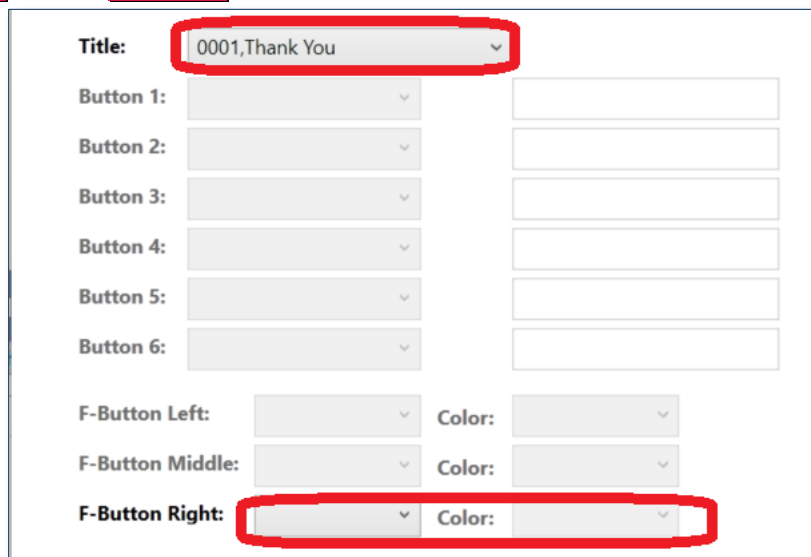 Title: 0001,Thank You
Button 1:
Button 2:
Button 3:
Button 4:
Button 5:
Button 6:
F-Button Left: Color:
F-Button Middle: Color:
F-Button Right: Color: